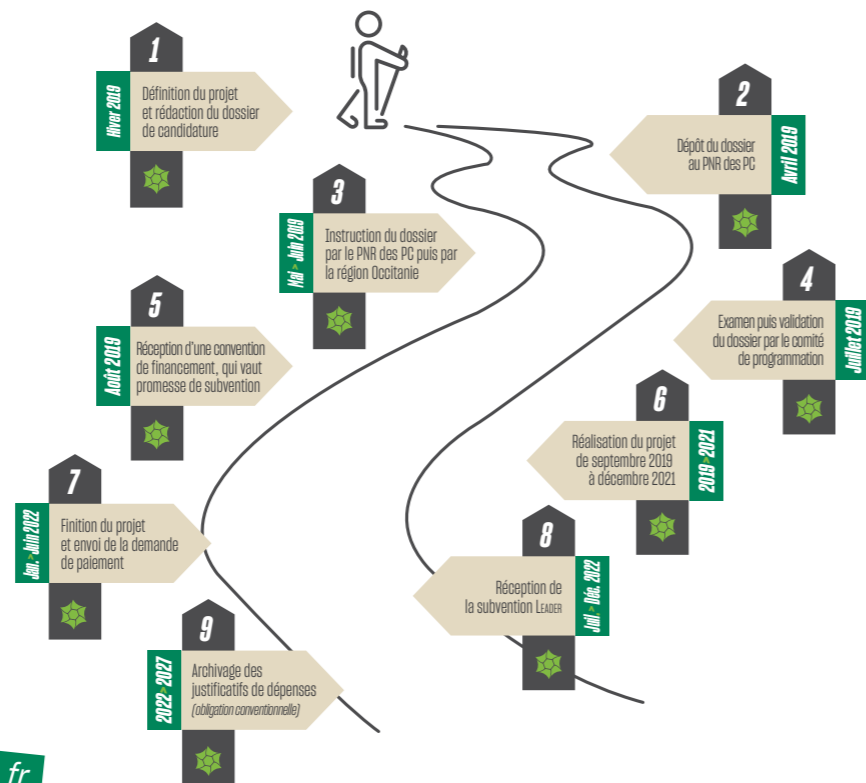 1
Hiver 2019
Définition du projet
et rédaction du dossier
de candidature
2
Dépôt du dossier
au PNR des PC
Avril 2019
3
Mai > Juin 2019
Instruction du dossier
par le PNR des PC puis par
la région Occitanie
4
Examen puis validation
du dossier par le comité
de programmation
Juillet 2019
5
Août 2019
Réception d'une convention
de financement, qui vaut
promesse de subvention
6
Réalisation du projet
de septembre 2019
à décembre 2021
2019 > 2021
7
Jan. > Juin 2022
Finition du projet
et envoi de la demande
de paiement
8
Réception de
la subvention LEADER
Juil. > Déc. 2022
9
2022 > 2027
Archivage des
justificatifs de dépenses
(obligation conventionnelle)
fr